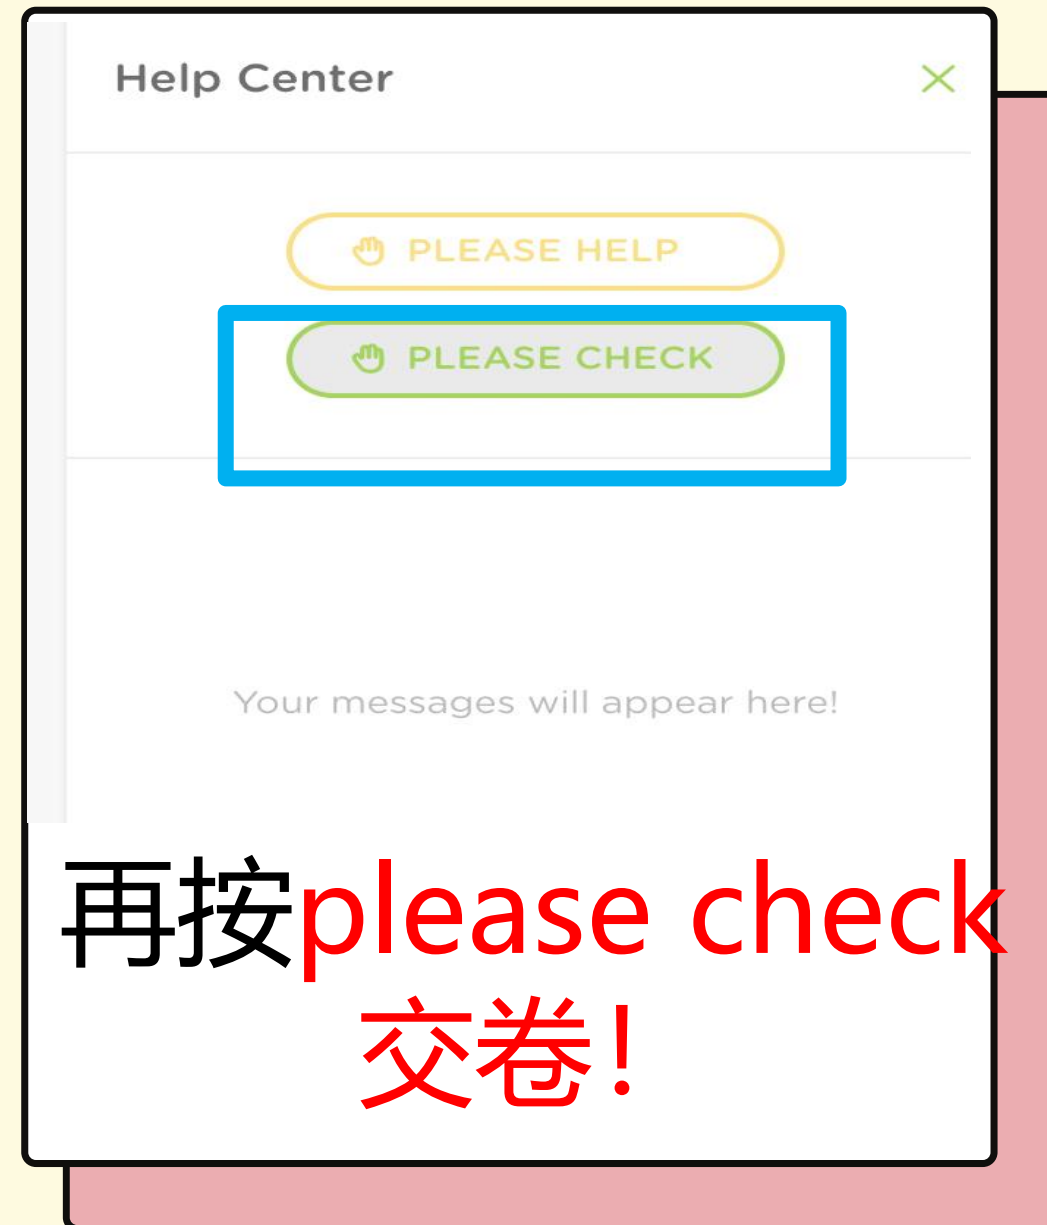 Help Center
PLEASE HELP
PLEASE CHECK
Your messages will appear here!
再按please check
交卷!